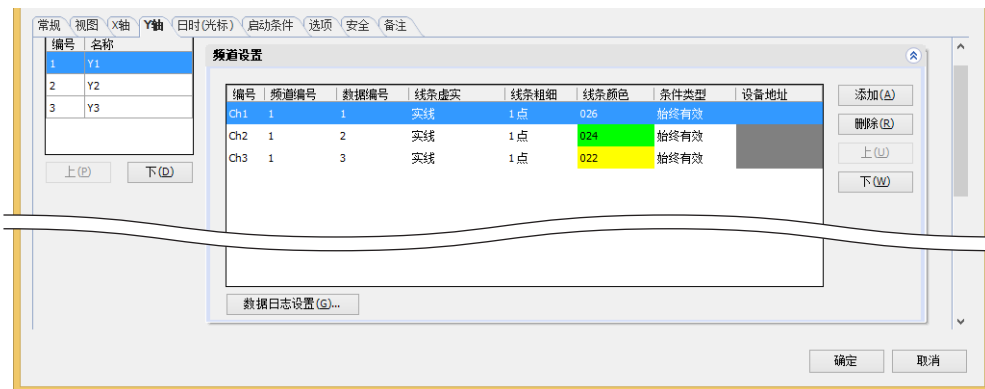 常规 视图 X轴 Y轴 日时(光标) 启动条件 选项 安全 备注
编号 名称
1 Y1
2 Y2
3 Y3
上(P) 下(D)
频道设置
编号 频道编号 数据编号 线条虚实 线条粗细 线条颜色 条件类型 设备地址
Ch1 1 1 实线 1点 026 始终有效
Ch2 1 2 实线 1点 024 始终有效
Ch3 1 3 实线 1点 022 始终有效
添加(A)
删除(R)
上(U)
下(W)
数据日志设置(G)...
确定 取消